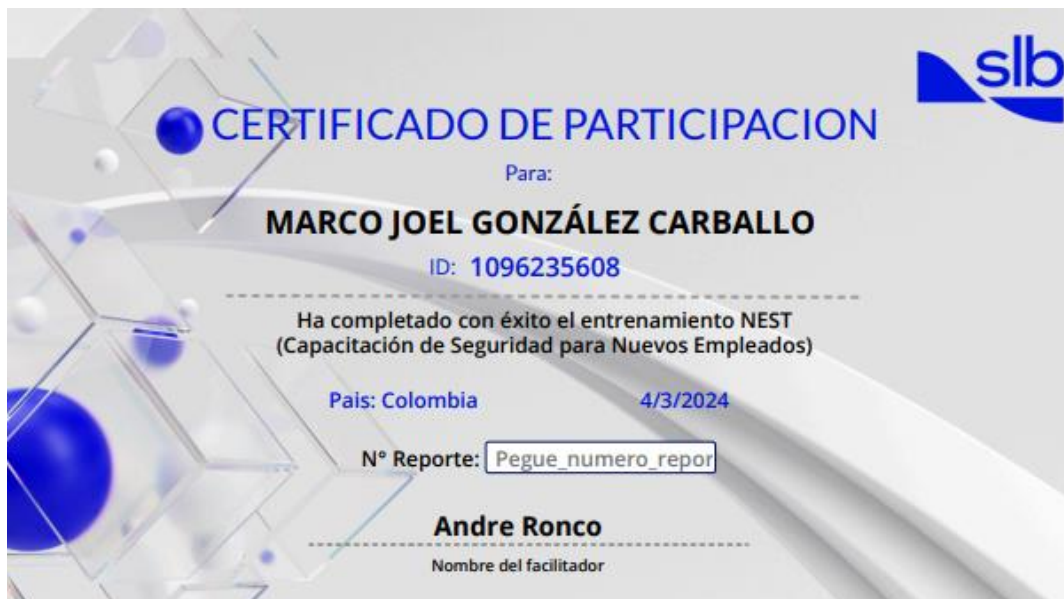 slb
CERTIFICADO DE PARTICIPACION
Para:
MARCO JOEL GONZÁLEZ CARBALLO
ID: 1096235608
Ha completado con éxito el entrenamiento NEST
(Capacitación de Seguridad para Nuevos Empleados)
Pais: Colombia 4/3/2024
N° Reporte: Pegue_numero_repor
Andre Ronco
Nombre del facilitador